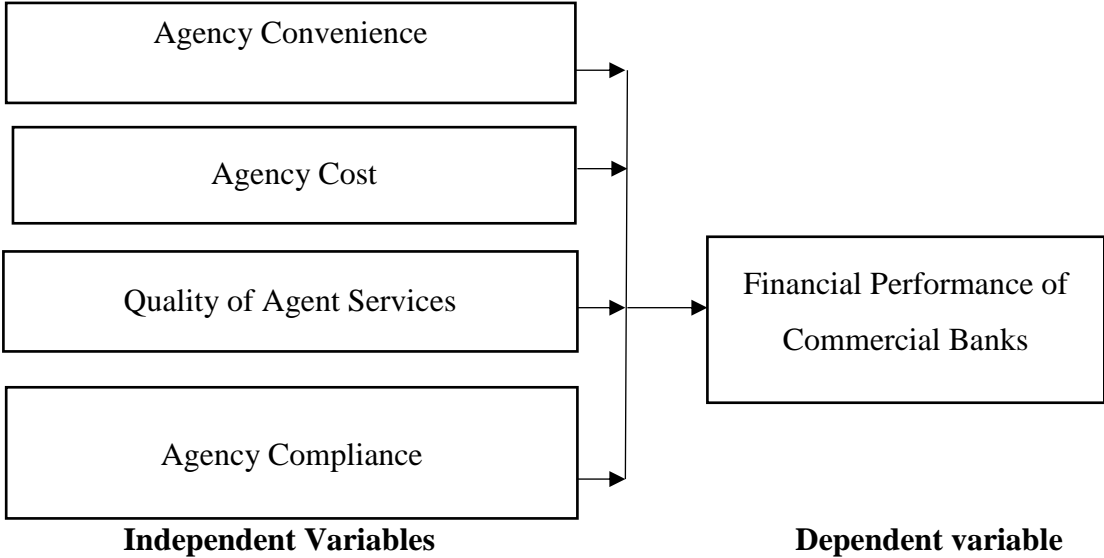 Agency Convenience
Agency Cost
Quality of Agent Services
Agency Compliance
Financial Performance of
Commercial Banks
Independent Variables
Dependent variable